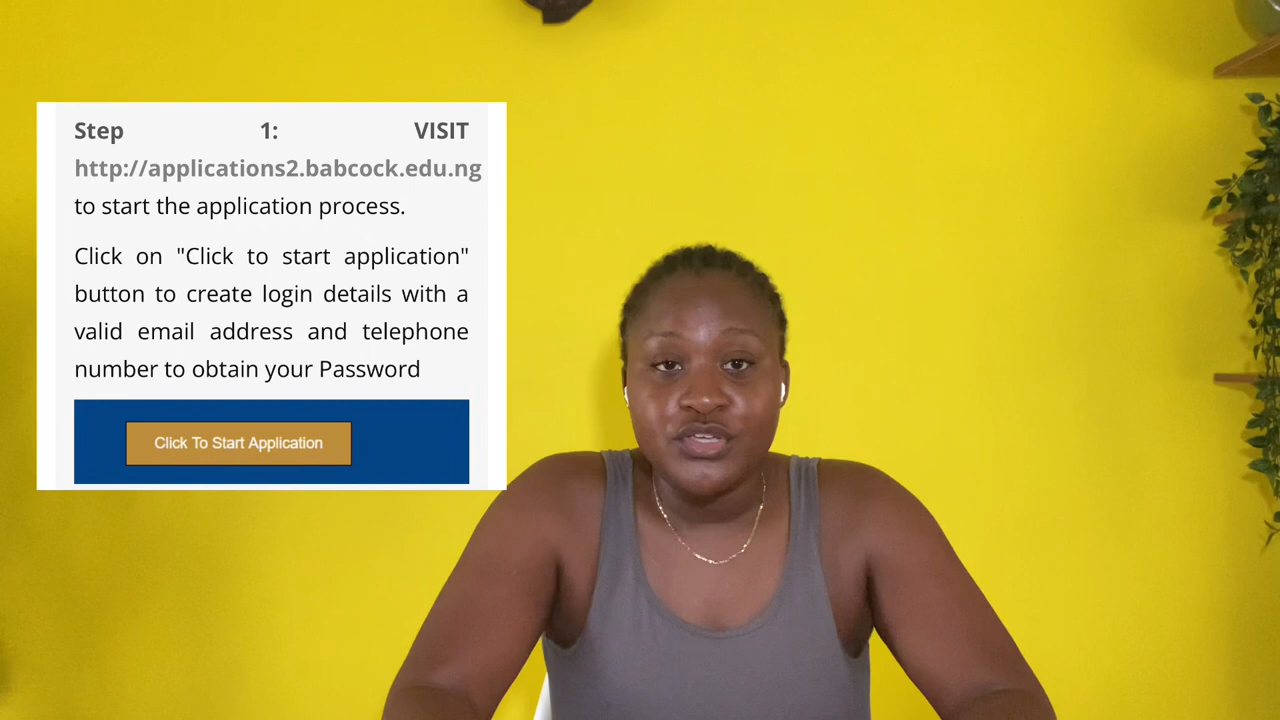 Step 1: VISIT
http://applications2.babcock.edu.ng
to start the application process.
Click on "Click to start application"
button to create login details with a
valid email address and telephone
number to obtain your Password
Click To Start Application